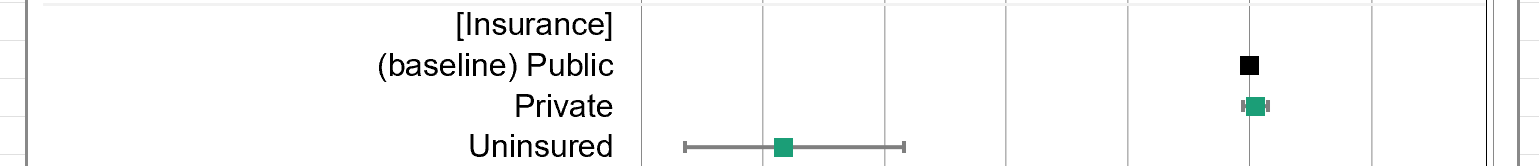 [Insurance]
(baseline) Public
Private
Uninsured